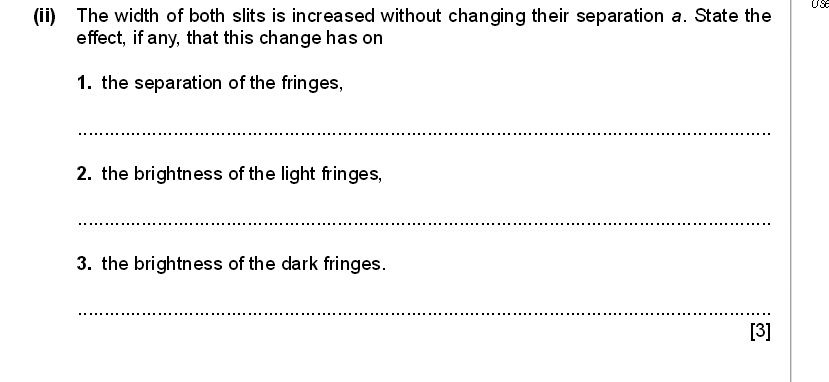 (ii) The width of both slits is increased without changing their separation a. State the
effect, if any, that this change has on
1. the separation of the fringes,
..........................................................................................................................................
2. the brightness of the light fringes,
..........................................................................................................................................
3. the brightness of the dark fringes.
..........................................................................................................................................
[3]